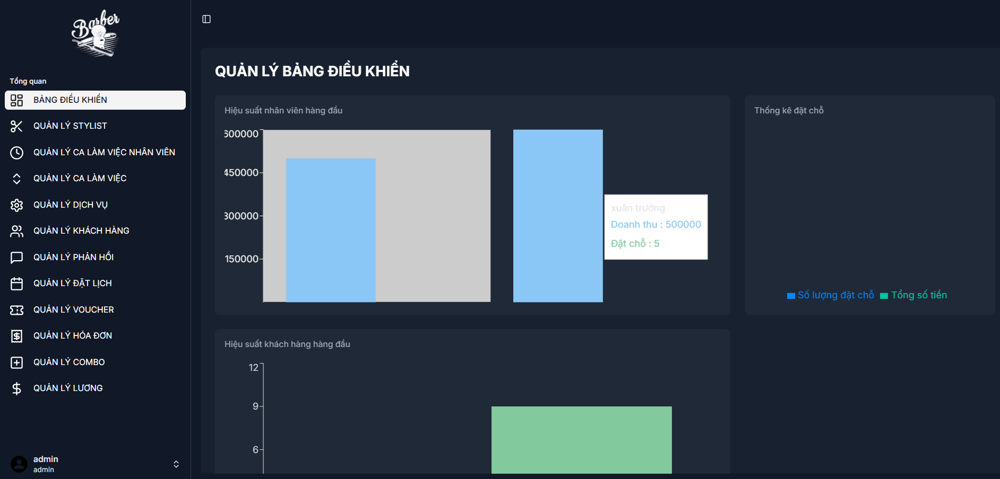 Barber
Tổng quan
BẢNG ĐIỀU KHIỂN
QUẢN LÝ STYLIST
QUẢN LÝ CA LÀM VIỆC NHÂN VIÊN
QUẢN LÝ CA LÀM VIỆC
QUẢN LÝ DỊCH VỤ
QUẢN LÝ KHÁCH HÀNG
QUẢN LÝ PHẢN HỒI
QUẢN LÝ ĐẶT LỊCH
QUẢN LÝ VOUCHER
QUẢN LÝ HÓA ĐƠN
QUẢN LÝ COMBO
QUẢN LÝ LƯƠNG
admin
admin
QUẢN LÝ BẢNG ĐIỀU KHIỂN
Hiệu suất nhân viên hàng đầu
600000
450000
300000
150000
xuân trường
Doanh thu : 500000
Đặt chỗ : 5
Thống kê đặt chỗ
Số lượng đặt chỗ Tổng số tiền
Hiệu suất khách hàng hàng đầu
12
9
6